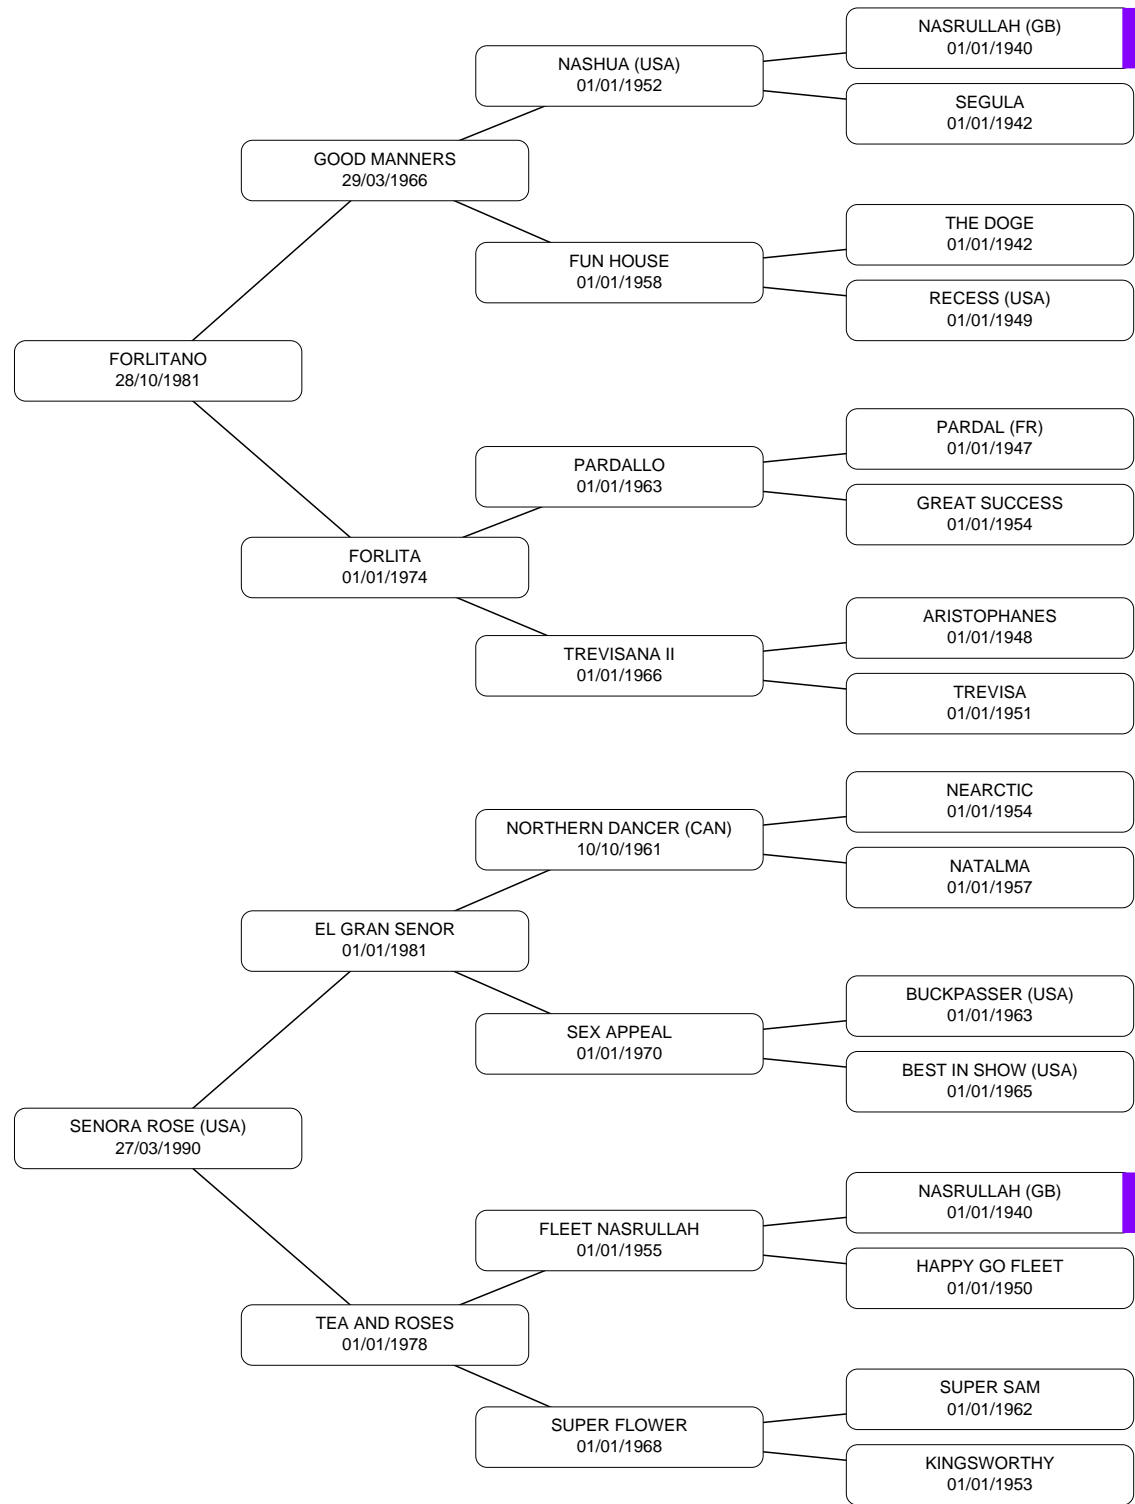 NASRULLAH (GB)
01/01/1940
NASHUA (USA)
01/01/1952
SEGULA
01/01/1942
GOOD MANNERS
29/03/1966
THE DOGE
01/01/1942
FUN HOUSE
01/01/1958
RECESS (USA)
01/01/1949
FORLITANO
28/10/1981
PARDAL (FR)
01/01/1947
PARDALLO
01/01/1963
GREAT SUCCESS
01/01/1954
FORLITA
01/01/1974
ARISTOPHANES
01/01/1948
TREVISANA II
01/01/1966
TREVISA
01/01/1951
NEARCTIC
01/01/1954
NORTHERN DANCER (CAN)
10/10/1961
NATALMA
01/01/1957
EL GRAN SENOR
01/01/1981
BUCKPASSER (USA)
01/01/1963
SEX APPEAL
01/01/1970
BEST IN SHOW (USA)
01/01/1965
SENORA ROSE (USA)
27/03/1990
NASRULLAH (GB)
01/01/1940
FLEET NASRULLAH
01/01/1955
HAPPY GO FLEET
01/01/1950
TEA AND ROSES
01/01/1978
SUPER SAM
01/01/1962
SUPER FLOWER
01/01/1968
KINGSWORTHY
01/01/1953